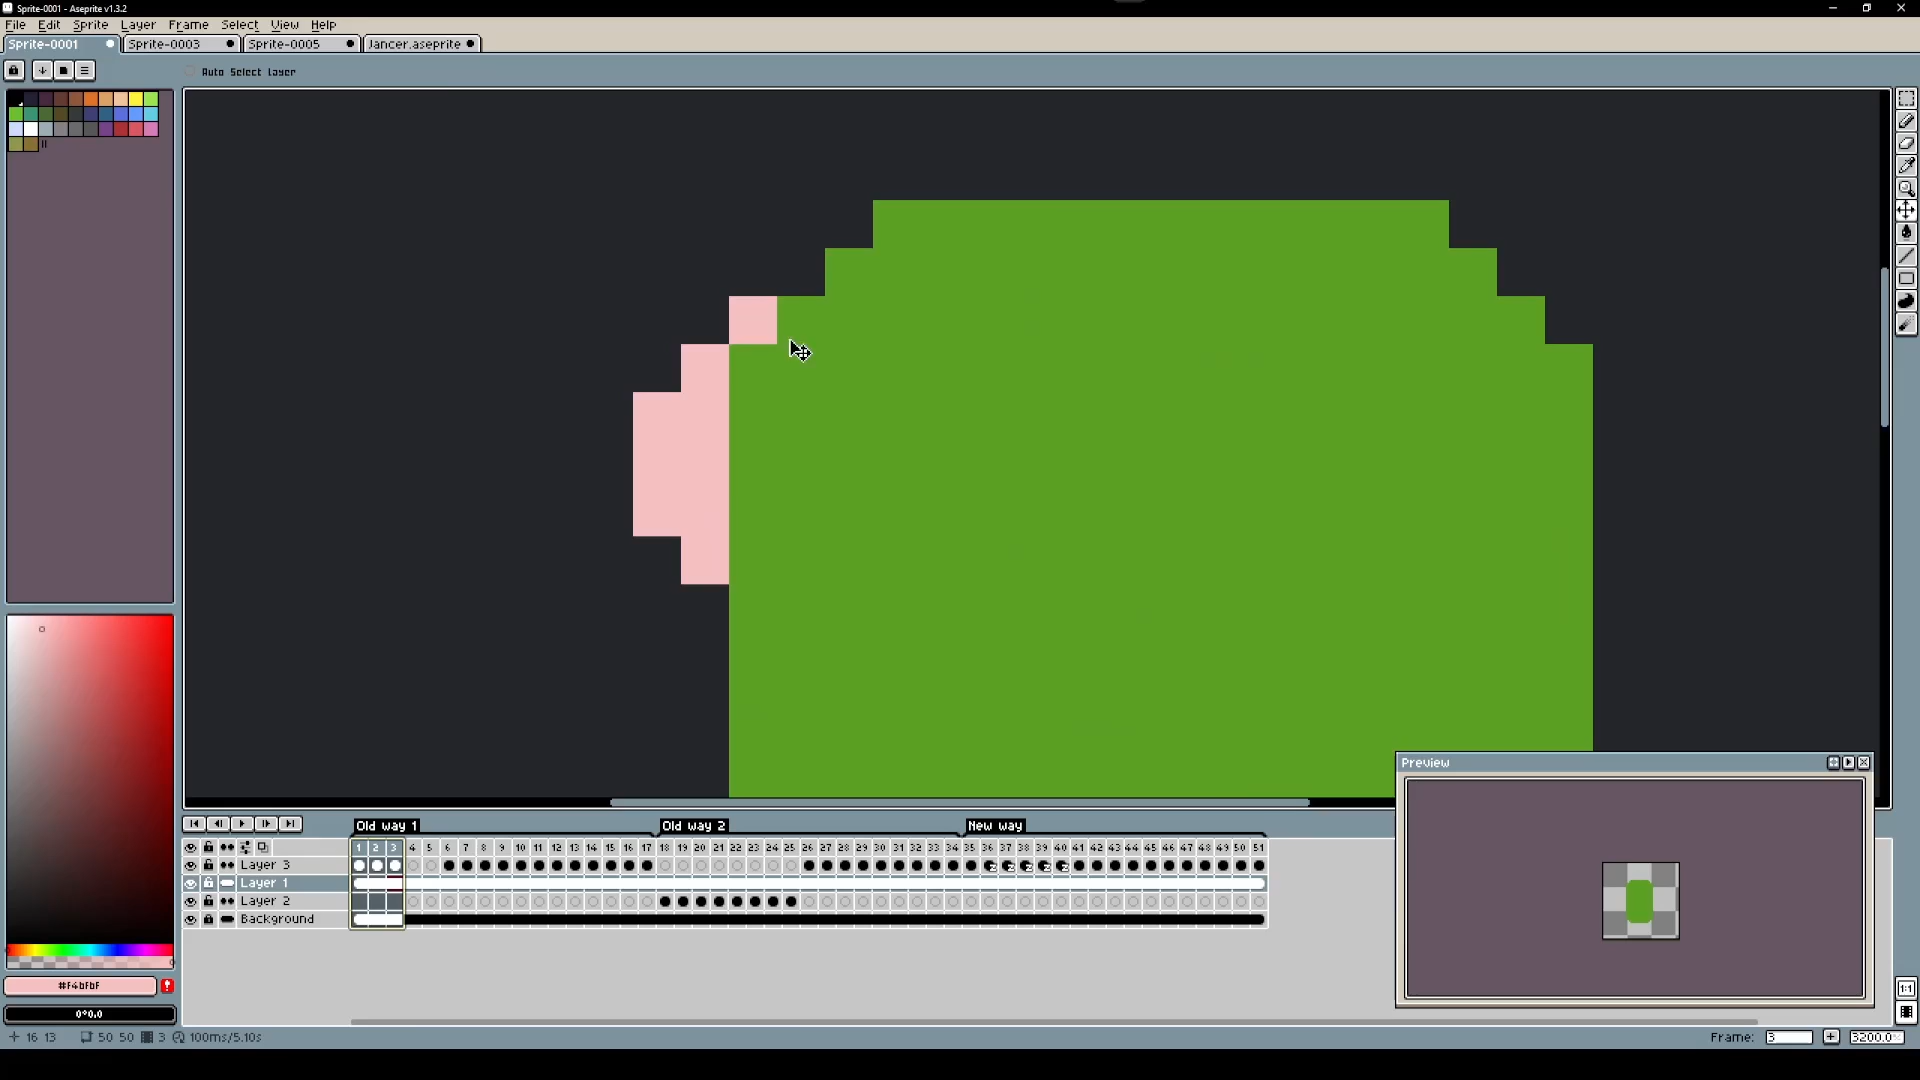 Sprite-0001 - Aseprite v1.3.2
File Edit Sprite Layer Frame Select View Help
Sprite-0001 Sprite-0003 Sprite-0005 Jancer.aseprite
Auto Select Layer
Preview
Old way 1 Old way 2 New way
1 2 3 4 5 6 7 8 9 10 11 12 13 14 15 16 17 18 19 20 21 22 23 24 25 26 27 28 29 30 31 32 33 34 35 36 37 38 39 40 41 42 43 44 45 46 47 48 49 50 51
Layer 3
Layer 1
Layer 2
Background
#F4bFbF
16 13 50 50 3 100ms/5.10s
Frame: 3 3200.0
1:1